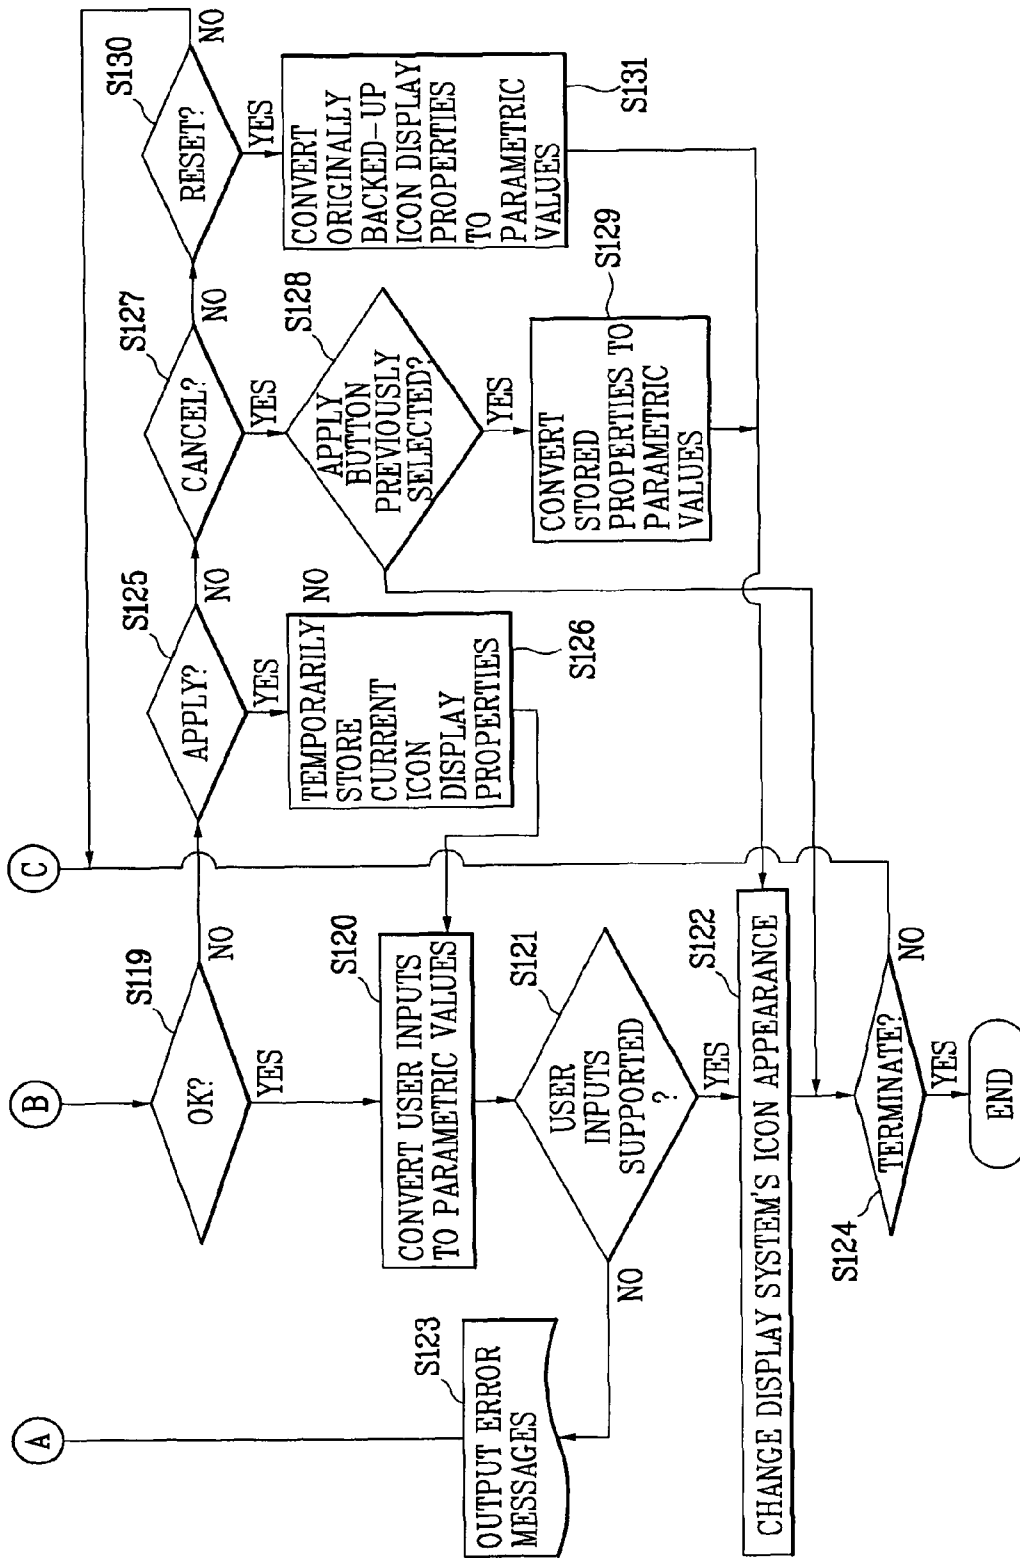 A
B
C
S119
OK?
NO
YES
S125
APPLY?
NO
YES
S127
CANCEL?
NO
YES
S130
RESET?
NO
YES
S120
CONVERT USER INPUTS
TO PARAMETRIC VALUES
TEMPORARILY
STORE
CURRENT
ICON
DISPLAY
PROPERTIES
S126
NO
S128
APPLY
BUTTON
PREVIOUSLY
SELECTED?
YES
CONVERT
ORIGINALLY
BACKED-UP
ICON DISPLAY
PROPERTIES
TO
PARAMETRIC
VALUES
S131
S123
OUTPUT ERROR
MESSAGES
S121
USER
INPUTS
SUPPORTED
?
NO
YES
S129
CONVERT
STORED
PROPERTIES TO
PARAMETRIC
VALUES
S122
CHANGE DISPLAY SYSTEM'S ICON APPEARANCE
S124
TERMINATE?
NO
YES
END